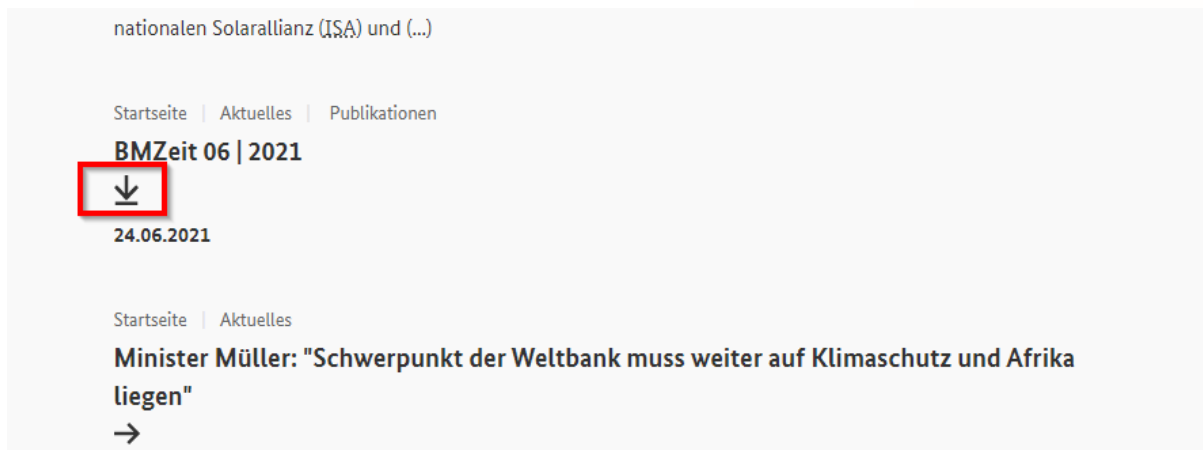 nationalen Solarallianz (ISA) und (...)
Startseite | Aktuelles | Publikationen
BMZeit 06 | 2021
24.06.2021
Startseite | Aktuelles
Minister Müller: "Schwerpunkt der Weltbank muss weiter auf Klimaschutz und Afrika
liegen"